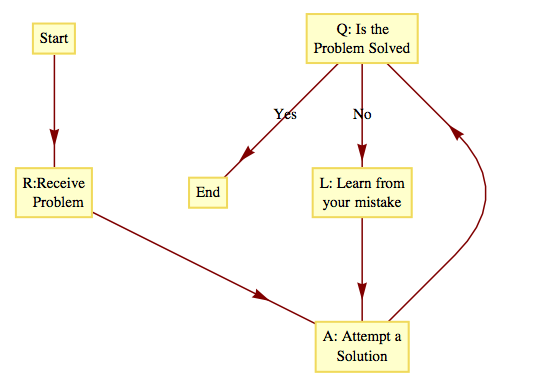 Start
Q: Is the
Problem Solved
Yes
No
R:Receive
Problem
End
L: Learn from
your mistake
A: Attempt a
Solution